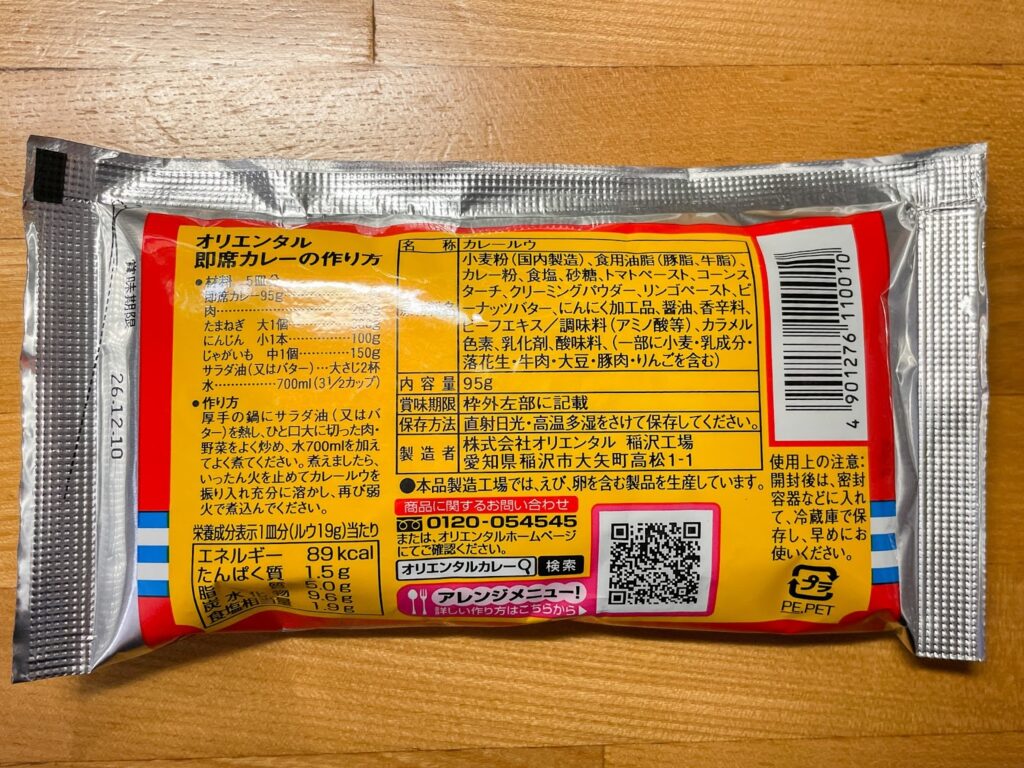 賞味期限
26.12.10
オリエンタル
即席カレーの作り方
●材料 5皿分
即席カレー95g
肉
たまねぎ 大1個
にんじん 小1本 100g
じゃがいも 中1個 150g
サラダ油(又はバター) 大さじ2杯
水 700ml(3 1/2カップ)
●作り方
厚手の鍋にサラダ油(又はバ
ター)を熱し、ひと口大に切った肉・
野菜をよく炒め、水700mlを加え
てよく煮てください。煮えましたら、
いったん火を止めてカレールウを
振り入れ充分に溶かし、再び弱
火で煮込んでください。
栄養成分表示1皿分(ルウ19g)当たり
エネルギー 89kcal
たんぱく質 1.5g
脂 質 5.0g
炭水 物 9.6g
食塩相 量 1.9g
名 称 カレールウ
小麦粉(国内製造)、食用油脂(豚脂、牛脂)、
カレー粉、食塩、砂糖、トマトペースト、コーンス
ターチ、クリーミングパウダー、リンゴペースト、ピ
ーナッツバター、にんにく加工品、醤油、香辛料、
ビーフエキス/調味料(アミノ酸等)、カラメル
色素、乳化剤、酸味料、(一部に小麦・乳成分・
落花生・牛肉・大豆・豚肉・りんごを含む)
内容量 95g
賞味期限 枠外左部に記載
保存方法 直射日光・高温多湿をさけて保存してください。
製造者 株式会社オリエンタル 稲沢工場
愛知県稲沢市大矢町高松1-1
●本品製造工場では、えび、卵を含む製品を生産しています。
商品に関するお問い合わせ
0120-054545
または、オリエンタルホームページ
にてご確認ください。
オリエンタルカレー 検索
アレンジメニュー!
詳しい作り方はこちらから
4 901276 110010
使用上の注意:
開封後は、密封
容器などに入れ
て、冷蔵庫で保
存し、早めにお
使いください。
プラ
PE,PET